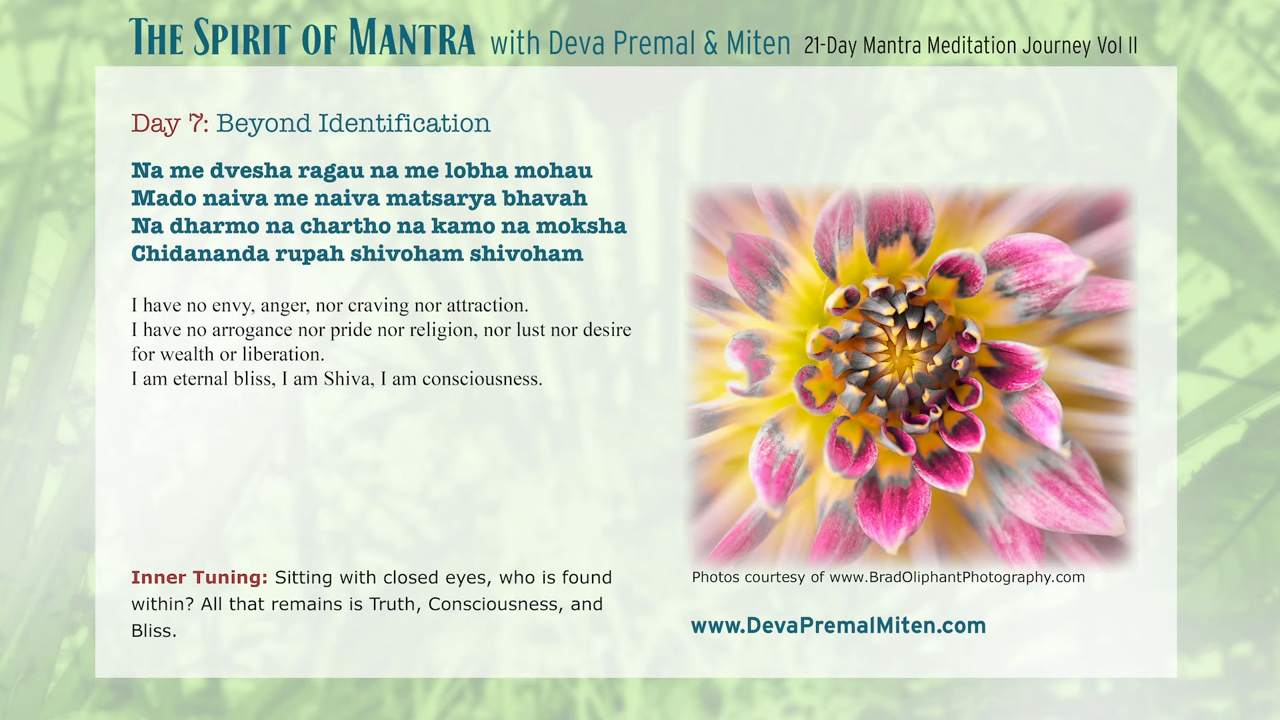 The Spirit of Mantra with Deva Premal & Miten 21-Day Mantra Meditation Journey Vol II
Day 7: Beyond Identification
Na me dvesha ragau na me lobha mohau
Mado naiva me naiva matsarya bhavah
Na dharmo na chartho na kamo na moksha
Chidananda rupah shivoham shivoham
I have no envy, anger, nor craving nor attraction.
I have no arrogance nor pride nor religion, nor lust nor desire
for wealth or liberation.
I am eternal bliss, I am Shiva, I am consciousness.
Inner Tuning: Sitting with closed eyes, who is found
within? All that remains is Truth, Consciousness, and
Bliss.
Photos courtesy of www.BradOliphantPhotography.com
www.DevaPremalMiten.com